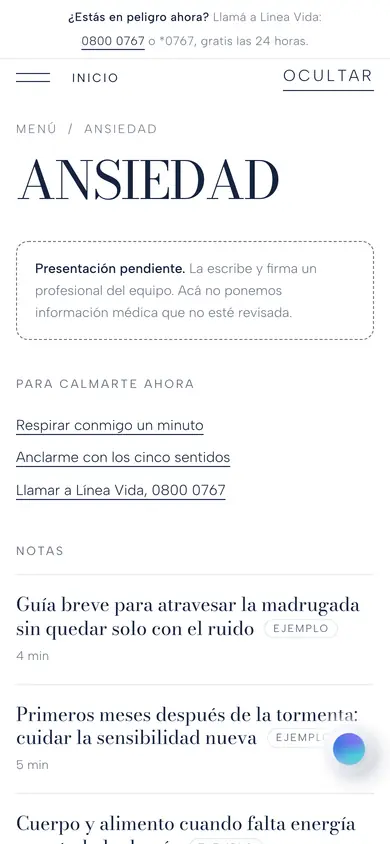 ¿Estás en peligro ahora? Llamá a Línea Vida:
0800 0767 o *0767, gratis las 24 horas.
INICIO
OCULTAR
MENÚ / ANSIEDAD
ANSIEDAD
Presentación pendiente. La escribe y firma un
profesional del equipo. Acá no ponemos
información médica que no esté revisada.
PARA CALMARTE AHORA
Respirar conmigo un minuto
Anclarme con los cinco sentidos
Llamar a Línea Vida, 0800 0767
NOTAS
Guía breve para atravesar la madrugada
sin quedar solo con el ruido EJEMPLO
4 min
Primeros meses después de la tormenta:
cuidar la sensibilidad nueva
5 min
Cuerpo y alimento cuando falta energía